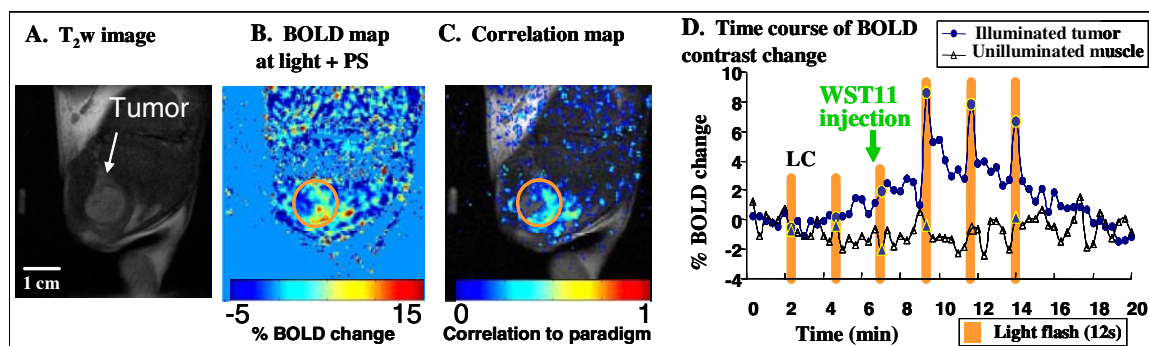 A. T2w image
Tumor
1 cm
B. BOLD map
at light + PS
-5 15
% BOLD change
C. Correlation map
0 1
Correlation to paradigm
D. Time course of BOLD
contrast change
Illuminated tumor
Unilluminated muscle
WST11
injection
LC
% BOLD change
10
8
6
4
2
0
-2
-4
0 2 4 6 8 10 12 14 16 18 20
Time (min)
Light flash (12s)